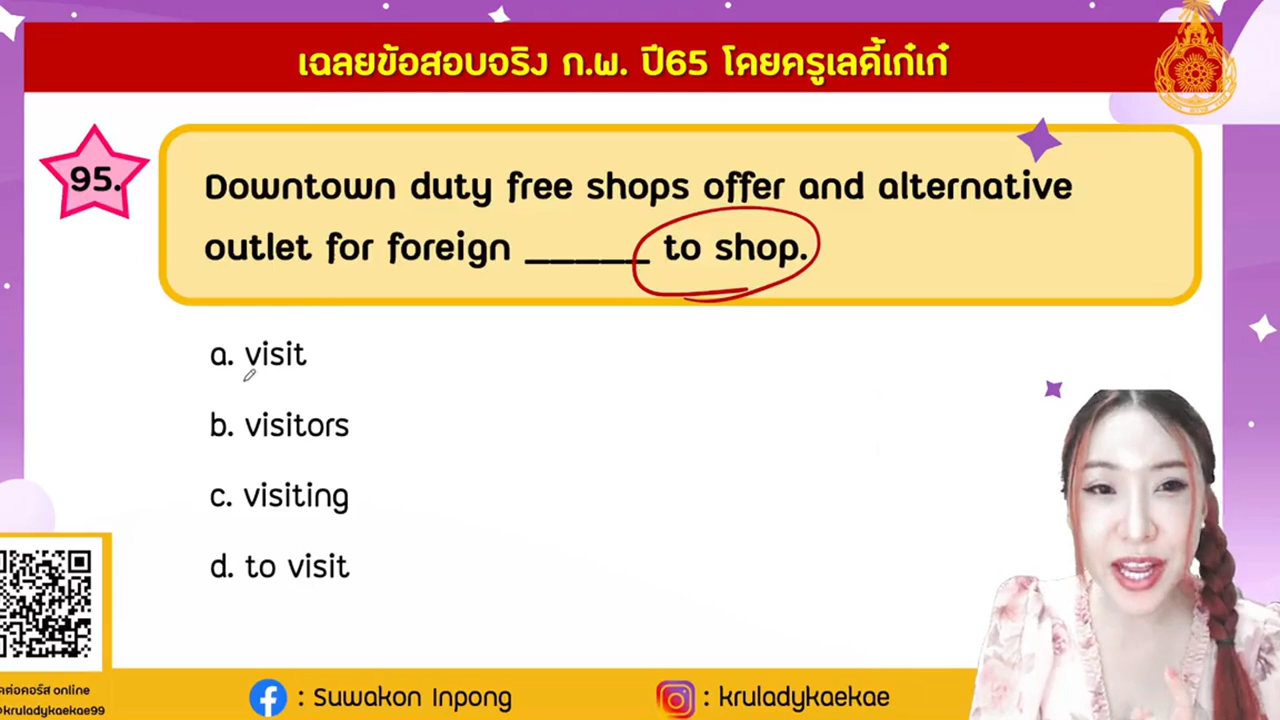 เฉลยข้อสอบจริง ก.พ. ปี65 โดยครูเลดี้เก๋เก๋
95.
Downtown duty free shops offer and alternative
outlet for foreign ______ to shop.
a. visit
b. visitors
c. visiting
d. to visit
online
kruladykaekae99
: Suwakon Inpong
: kruladykaekae